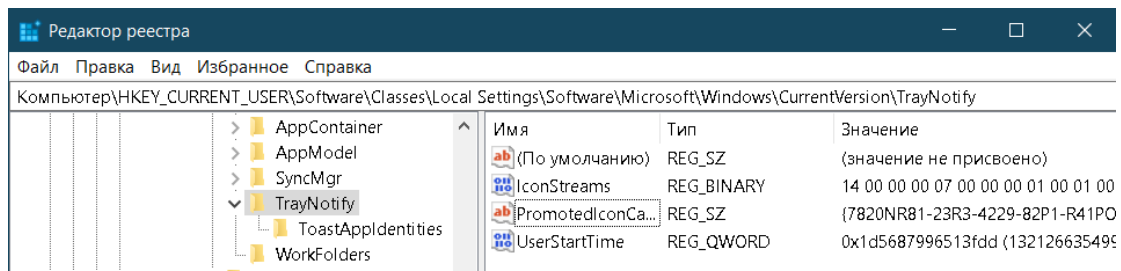 Редактор реестра
Файл Правка Вид Избранное Справка
Компьютер\HKEY_CURRENT_USER\Software\Classes\Local Settings\Software\Microsoft\Windows\CurrentVersion\TrayNotify
AppContainer
AppModel
SyncMgr
TrayNotify
ToastAppIdentities
WorkFolders
Имя Тип Значение
(По умолчанию) REG_SZ (значение не присвоено)
IconStreams REG_BINARY 14 00 00 00 07 00 00 00 01 00 01 00
PromotedIconCa... REG_SZ {7820NR81-23R3-4229-82P1-R41PO
UserStartTime REG_QWORD 0x1d5687996513fdd (132126635499